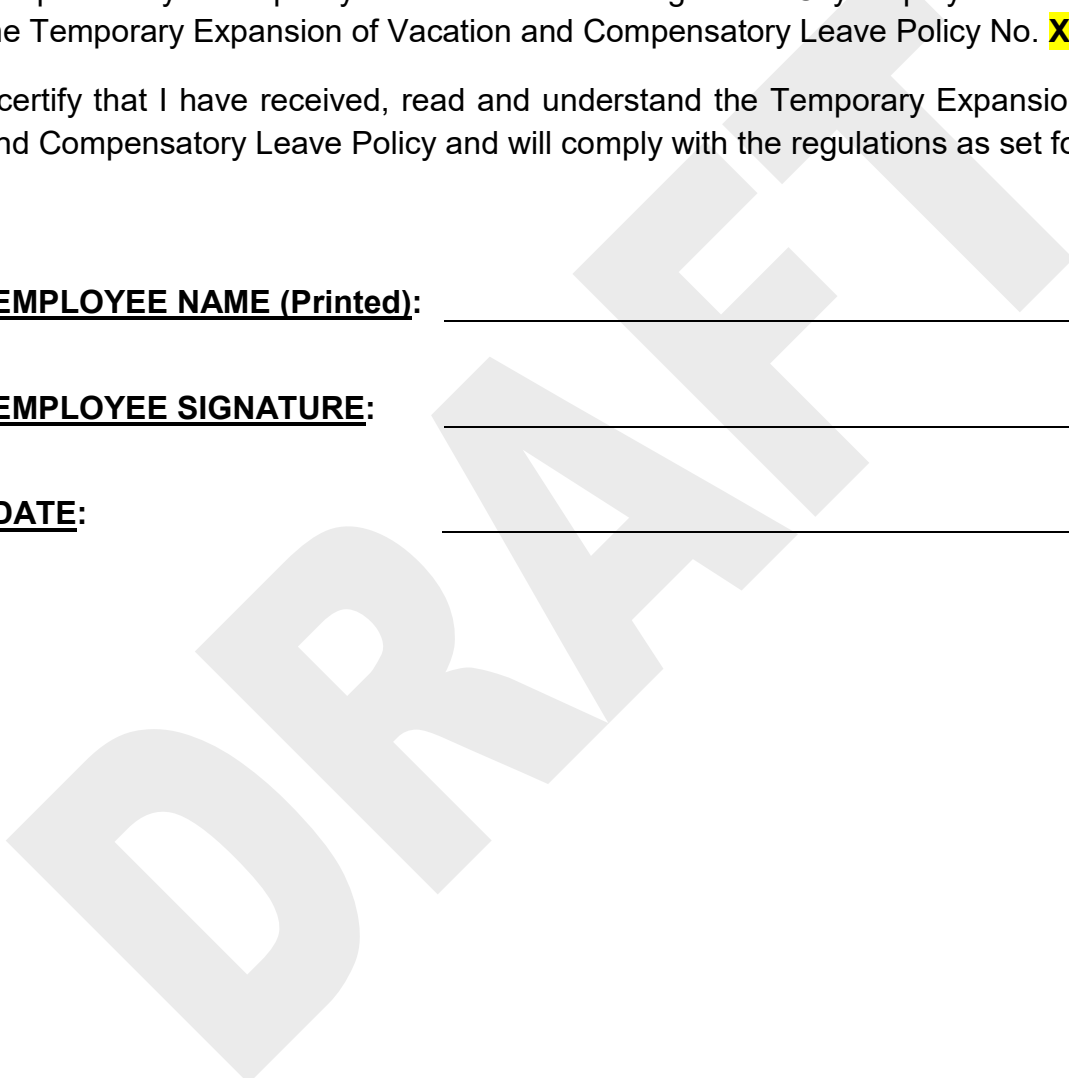 he Temporary Expansion of Vacation and Compensatory Leave Policy No. X
certify that I have received, read and understand the Temporary Expansio
nd Compensatory Leave Policy and will comply with the regulations as set fo
EMPLOYEE NAME (Printed):
EMPLOYEE SIGNATURE:
DATE:
DRAFT